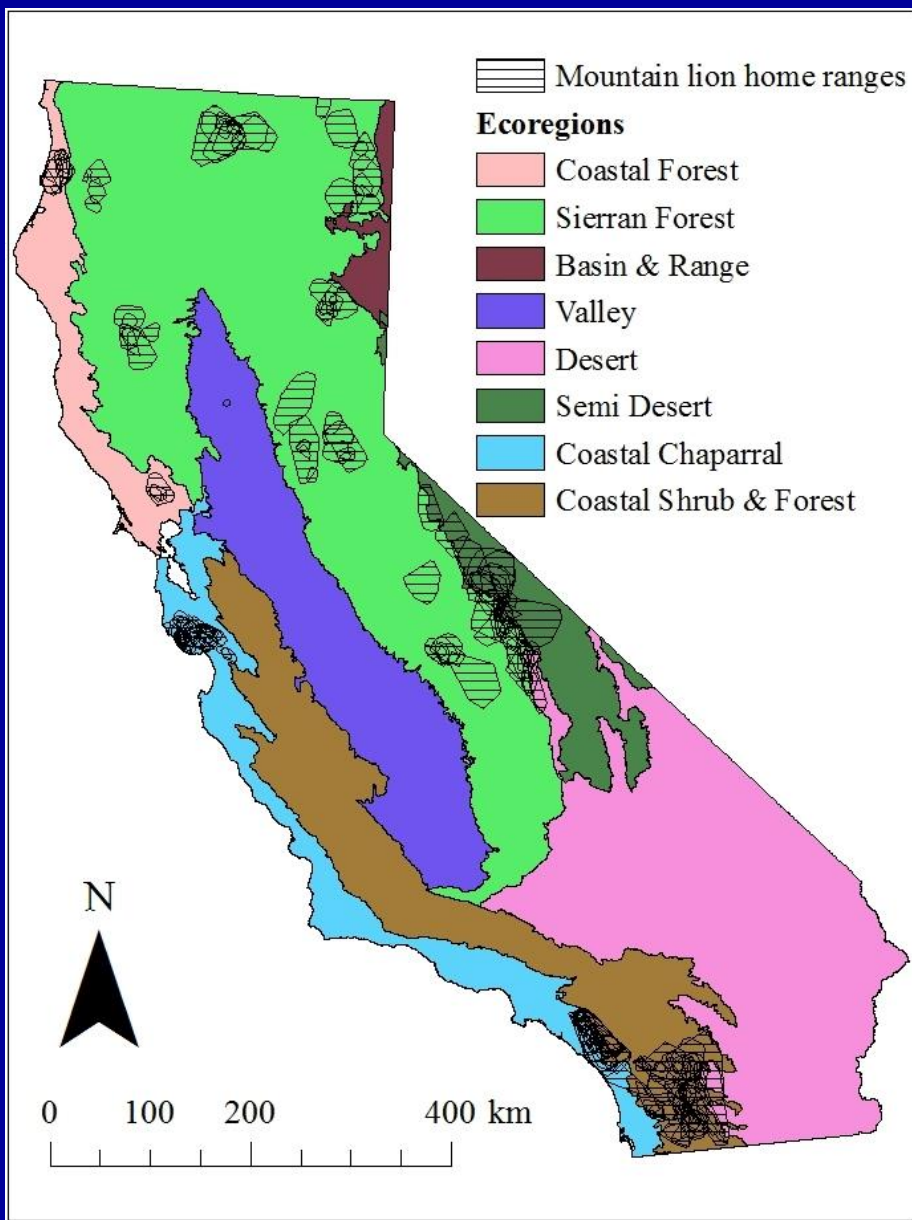 Mountain lion home ranges
Ecoregions
Coastal Forest
Sierran Forest
Basin & Range
Valley
Desert
Semi Desert
Coastal Chaparral
Coastal Shrub & Forest
N
0 100 200 400 km